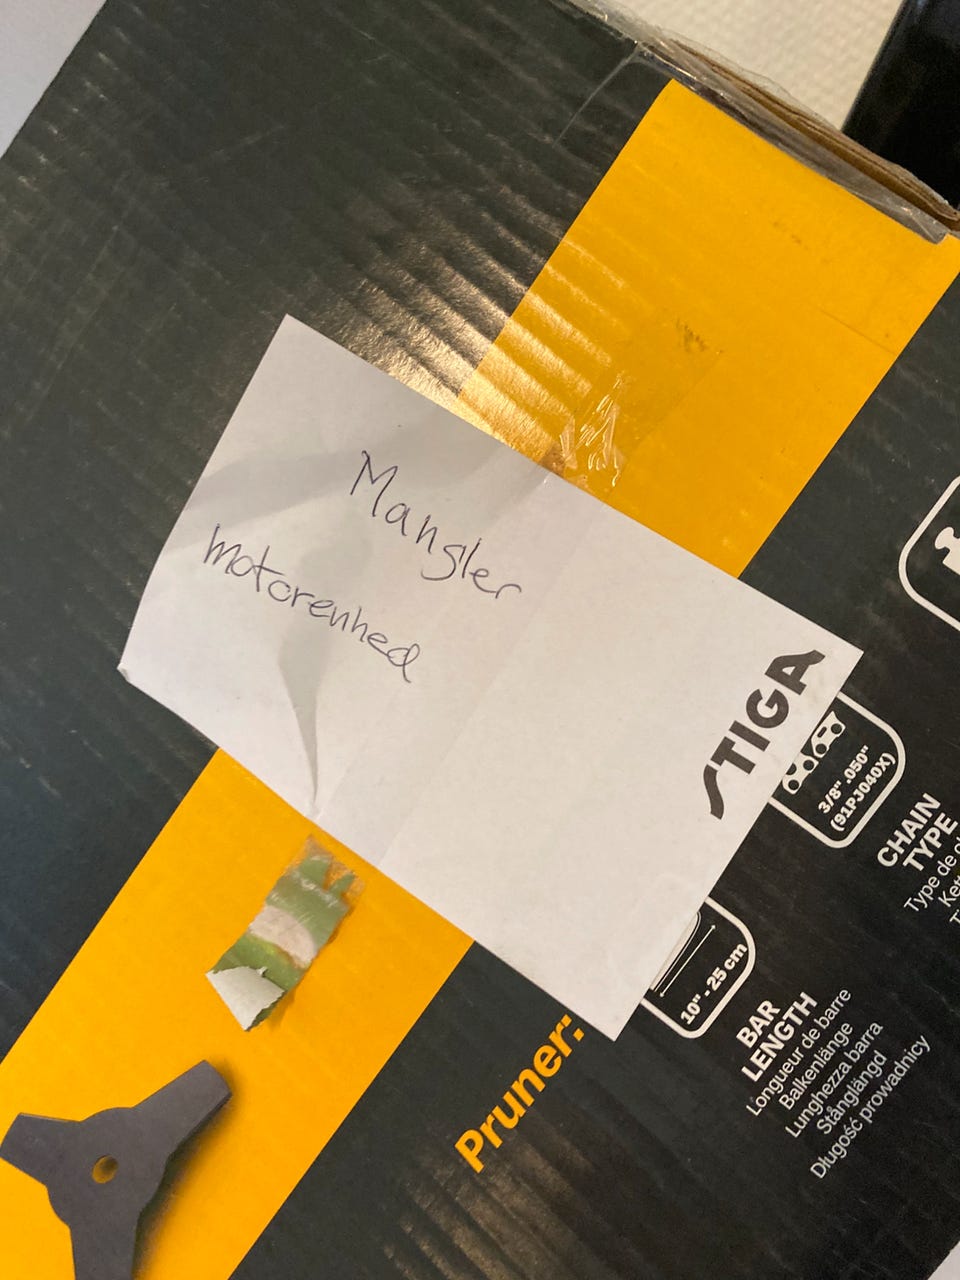 Mangler
motorenhed
STIGA
3/8" .050"
(91PJ040X)
CHAIN
TYPE
Type de
10" - 25 cm
BAR
LENGTH
Longueur de barre
Balkenlänge
Lunghezza barra
Stånglängd
Długość prowadnicy
Pruner: